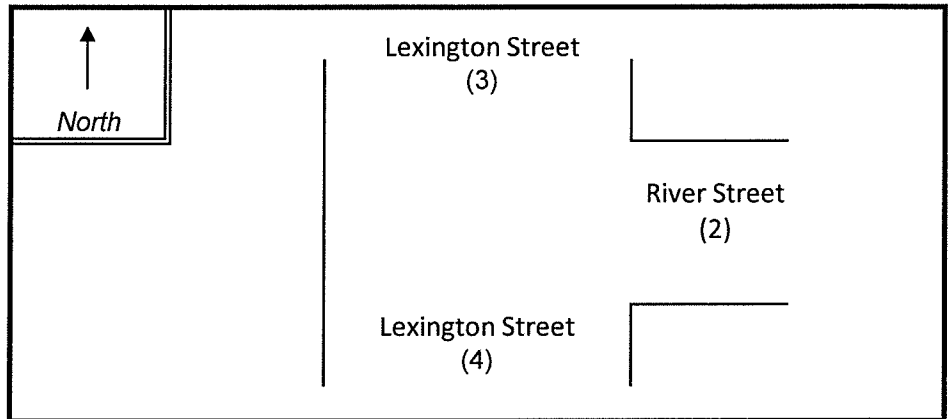 Lexington Street
(3)
North
River Street
(2)
Lexington Street
(4)